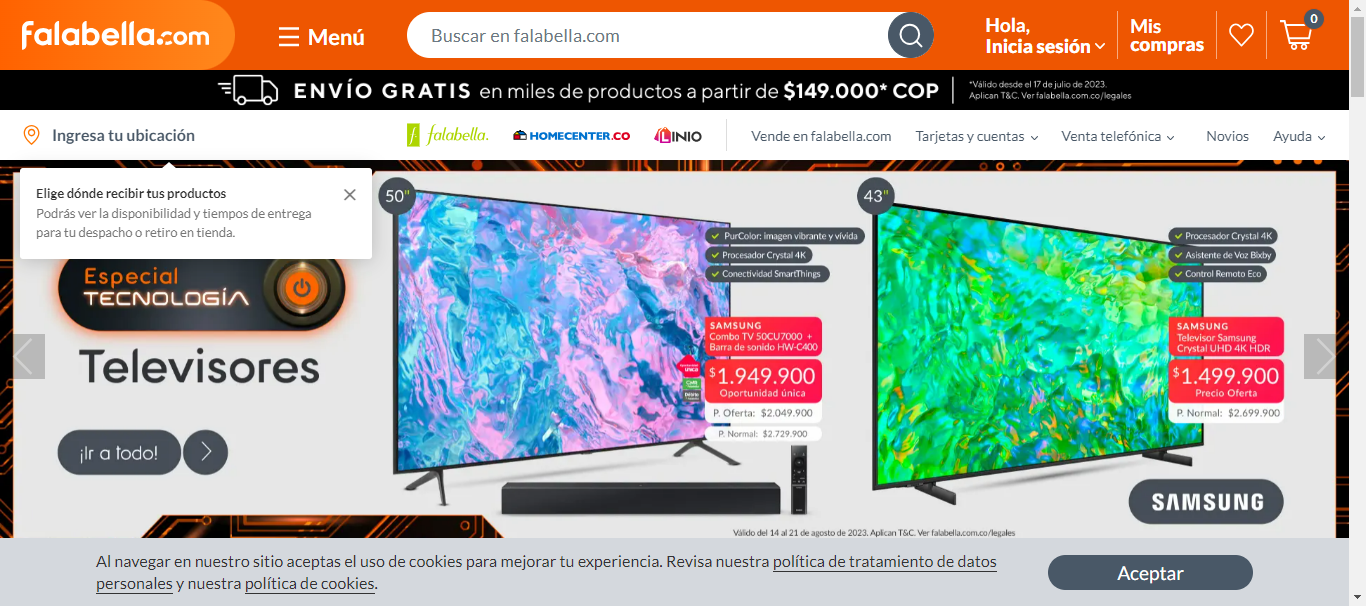 falabella.com
Menú
Buscar en falabella.com
Hola,
Inicia sesión
Mis
compras
0
ENVÍO GRATIS en miles de productos a partir de $149.000* COP
*Válido desde el 17 de julio de 2023.
Aplican T&C. Ver falabella.com.co/legales
Ingresa tu ubicación
falabella.
HOMECENTER.CO
LINIO
Vende en falabella.com
Tarjetas y cuentas
Venta telefónica
Novios
Ayuda
Elige dónde recibir tus productos
Podrás ver la disponibilidad y tiempos de entrega
para tu despacho o retiro en tienda.
Especial
TECNOLOGÍA
Televisores
¡Ir a todo!
50"
PurColor: imagen vibrante y vívida
Procesador Crystal 4K
Conectividad SmartThings
SAMSUNG
Combo TV 50CU7000 +
Barra de sonido HW-C400
$1.949.900
Oportunidad única
P. Oferta: $2.049.900
P. Normal: $2.729.900
43"
Procesador Crystal 4K
Asistente de Voz Bixby
Control Remoto Eco
SAMSUNG
Televisor Samsung
Crystal UHD 4K HDR
$1.499.900
Precio Oferta
P. Normal: $2.699.900
SAMSUNG
Válido del 14 al 21 de agosto de 2023. Aplican T&C. Ver falabella.com.co/legales
Al navegar en nuestro sitio aceptas el uso de cookies para mejorar tu experiencia. Revisa nuestra política de tratamiento de datos
personales y nuestra política de cookies.
Aceptar